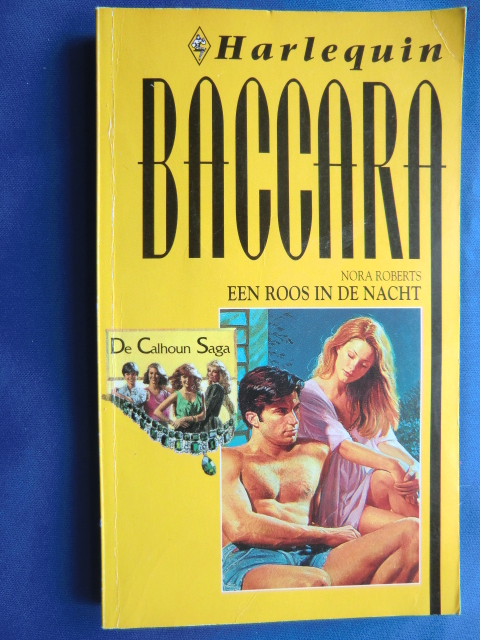 Harlequin
BACCARA
NORA ROBERTS
EEN ROOS IN DE NACHT
De Calhoun Saga